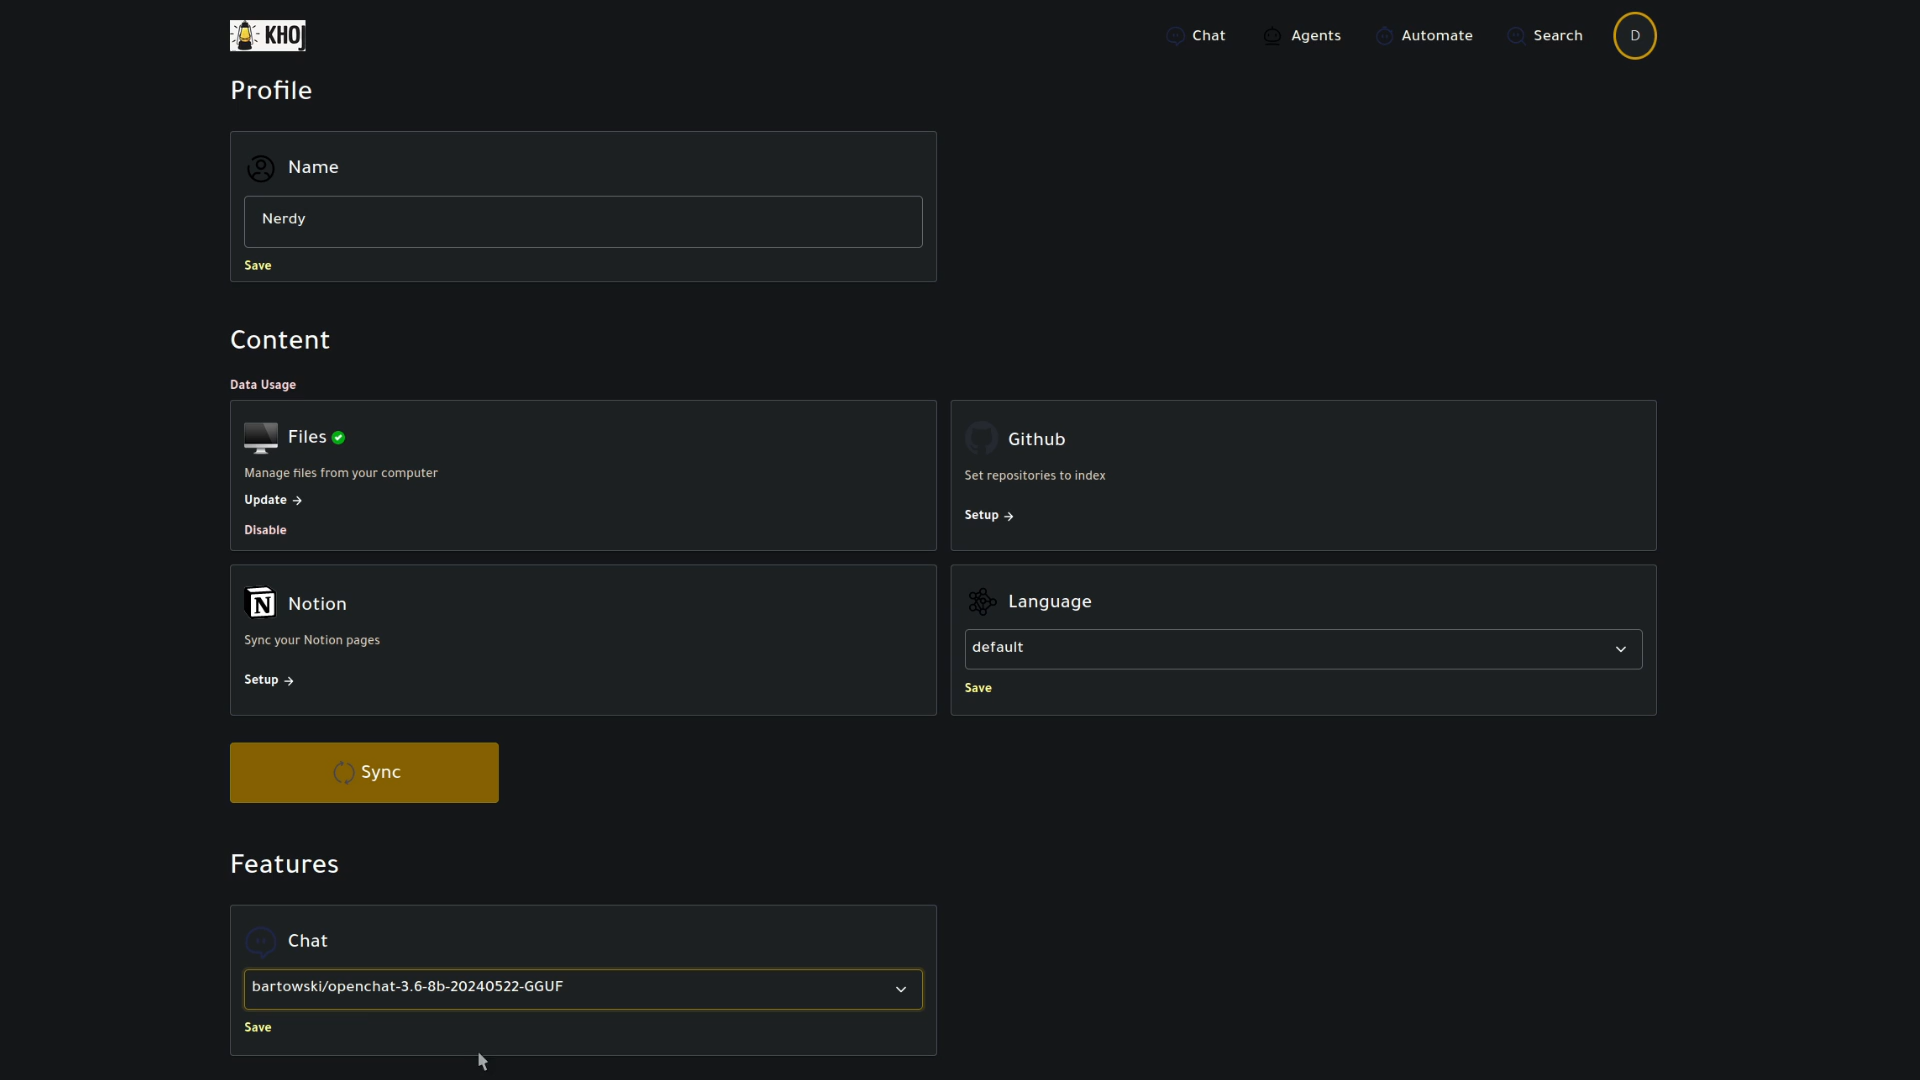 KHOJ
Chat
Agents
Automate
Search
D
Profile
Name
Nerdy
Save
Content
Data Usage
Files
Manage files from your computer
Update →
Disable
Github
Set repositories to index
Setup →
Notion
Sync your Notion pages
Setup →
Language
default
Save
Sync
Features
Chat
bartowski/openchat-3.6-8b-20240522-GGUF
Save